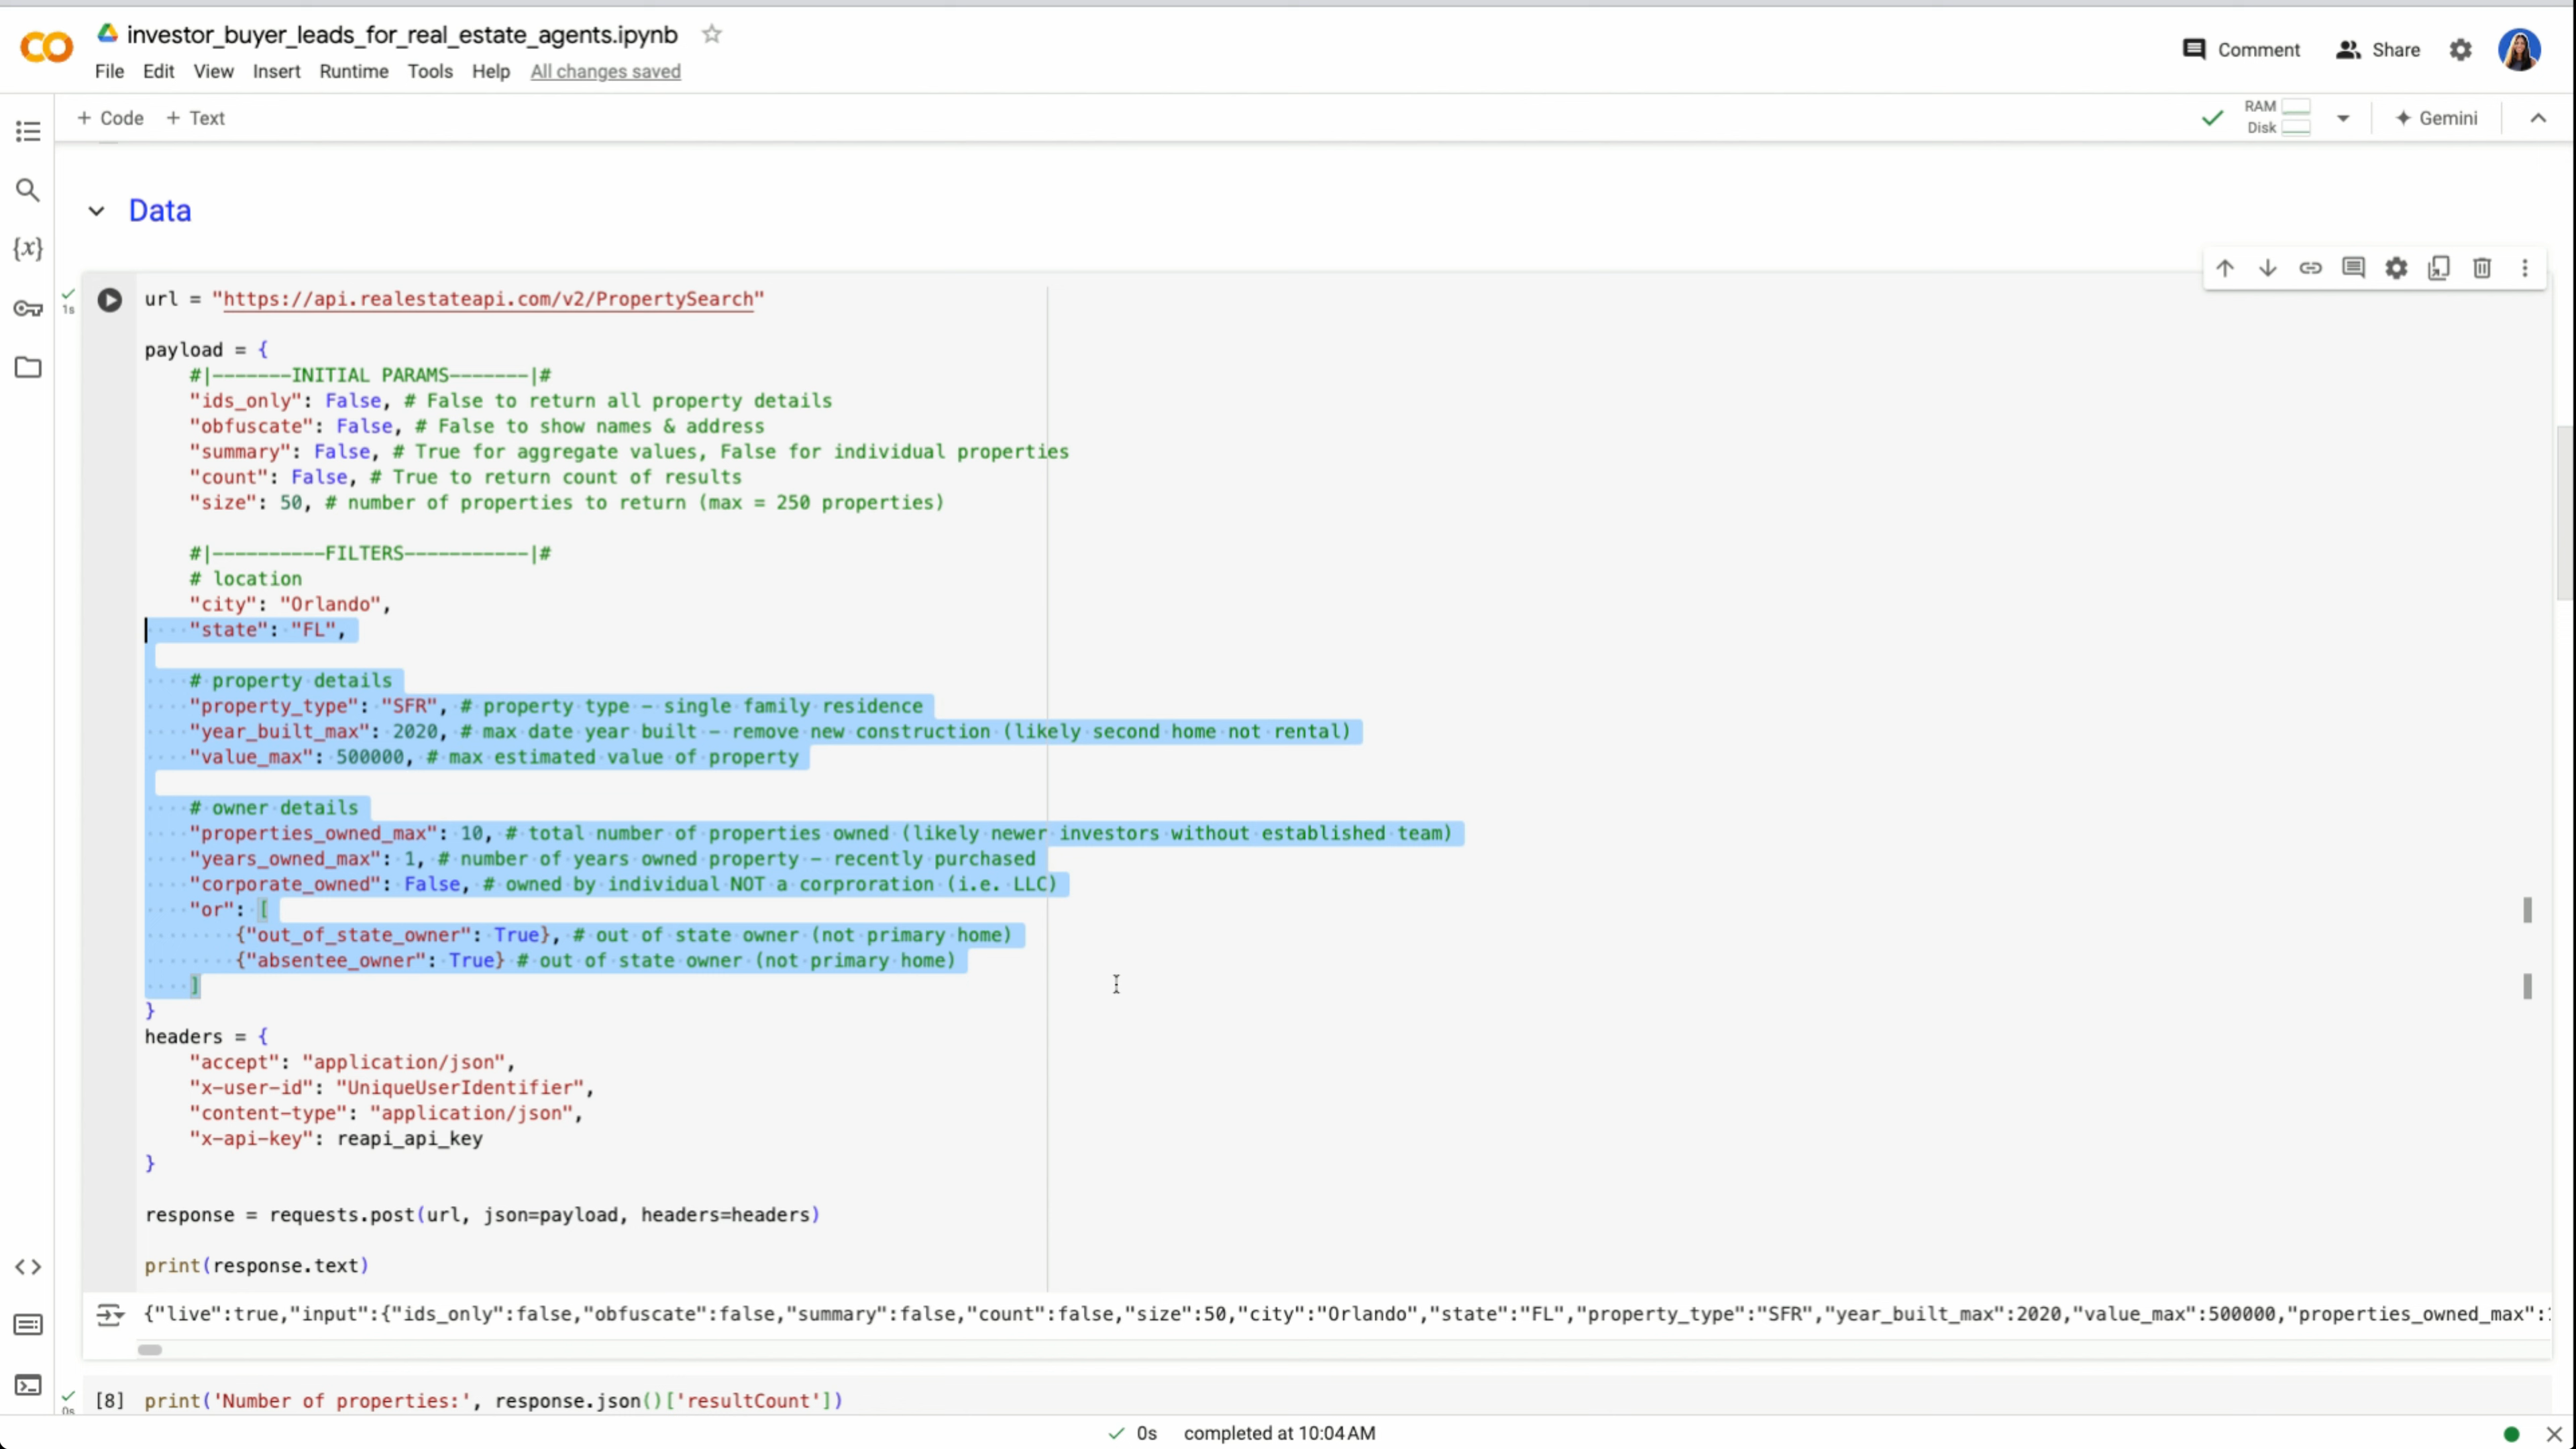 investor_buyer_leads_for_real_estate_agents.ipynb
Comment
Share
File Edit View Insert Runtime Tools Help All changes saved
+ Code + Text
RAM
Disk
Gemini
Data
1s
url = "https://api.realestateapi.com/v2/PropertySearch"
payload = {
#|-------INITIAL PARAMS-------|#
"ids_only": False, # False to return all property details
"obfuscate": False, # False to show names & address
"summary": False, # True for aggregate values, False for individual properties
"count": False, # True to return count of results
"size": 50, # number of properties to return (max = 250 properties)
#|----------FILTERS-----------|#
# location
"city": "Orlando",
"state": "FL",
# property details
"property_type": "SFR", # property type – single family residence
"year_built_max": 2020, # max date year built – remove new construction (likely second home not rental)
"value_max": 500000, # max estimated value of property
# owner details
"properties_owned_max": 10, # total number of properties owned (likely newer investors without established team)
"years_owned_max": 1, # number of years owned property – recently purchased
"corporate_owned": False, # owned by individual NOT a corproration (i.e. LLC)
"or": [
{"out_of_state_owner": True}, # out of state owner (not primary home)
{"absentee_owner": True} # out of state owner (not primary home)
]
}
headers = {
"accept": "application/json",
"x-user-id": "UniqueUserIdentifier",
"content-type": "application/json",
"x-api-key": reapi_api_key
}
response = requests.post(url, json=payload, headers=headers)
print(response.text)
{"live":true,"input":{"ids_only":false,"obfuscate":false,"summary":false,"count":false,"size":50,"city":"Orlando","state":"FL","property_type":"SFR","year_built_max":2020,"value_max":500000,"properties_owned_max":
[8] print('Number of properties:', response.json()['resultCount'])
0s
0s completed at 10:04 AM